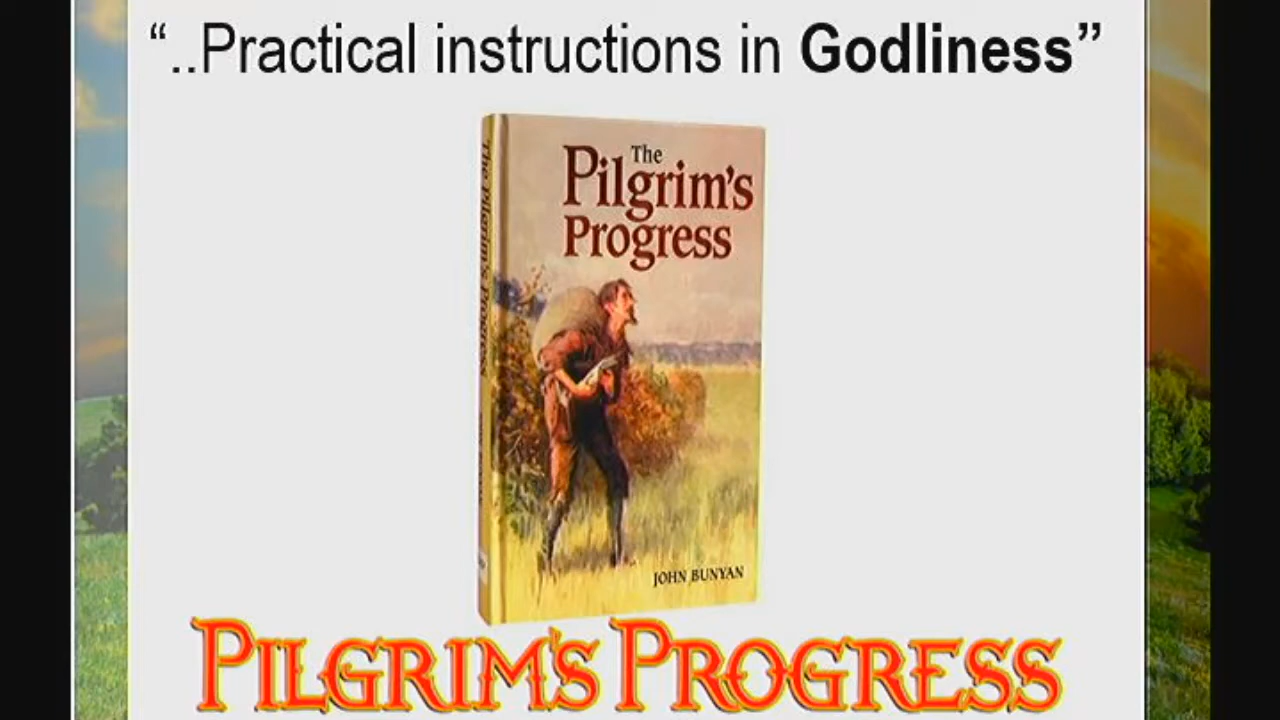 “..Practical instructions in Godliness”
The
Pilgrim's
Progress
The Pilgrim's Progress
JOHN BUNYAN
PILGRIM'S PROGRESS